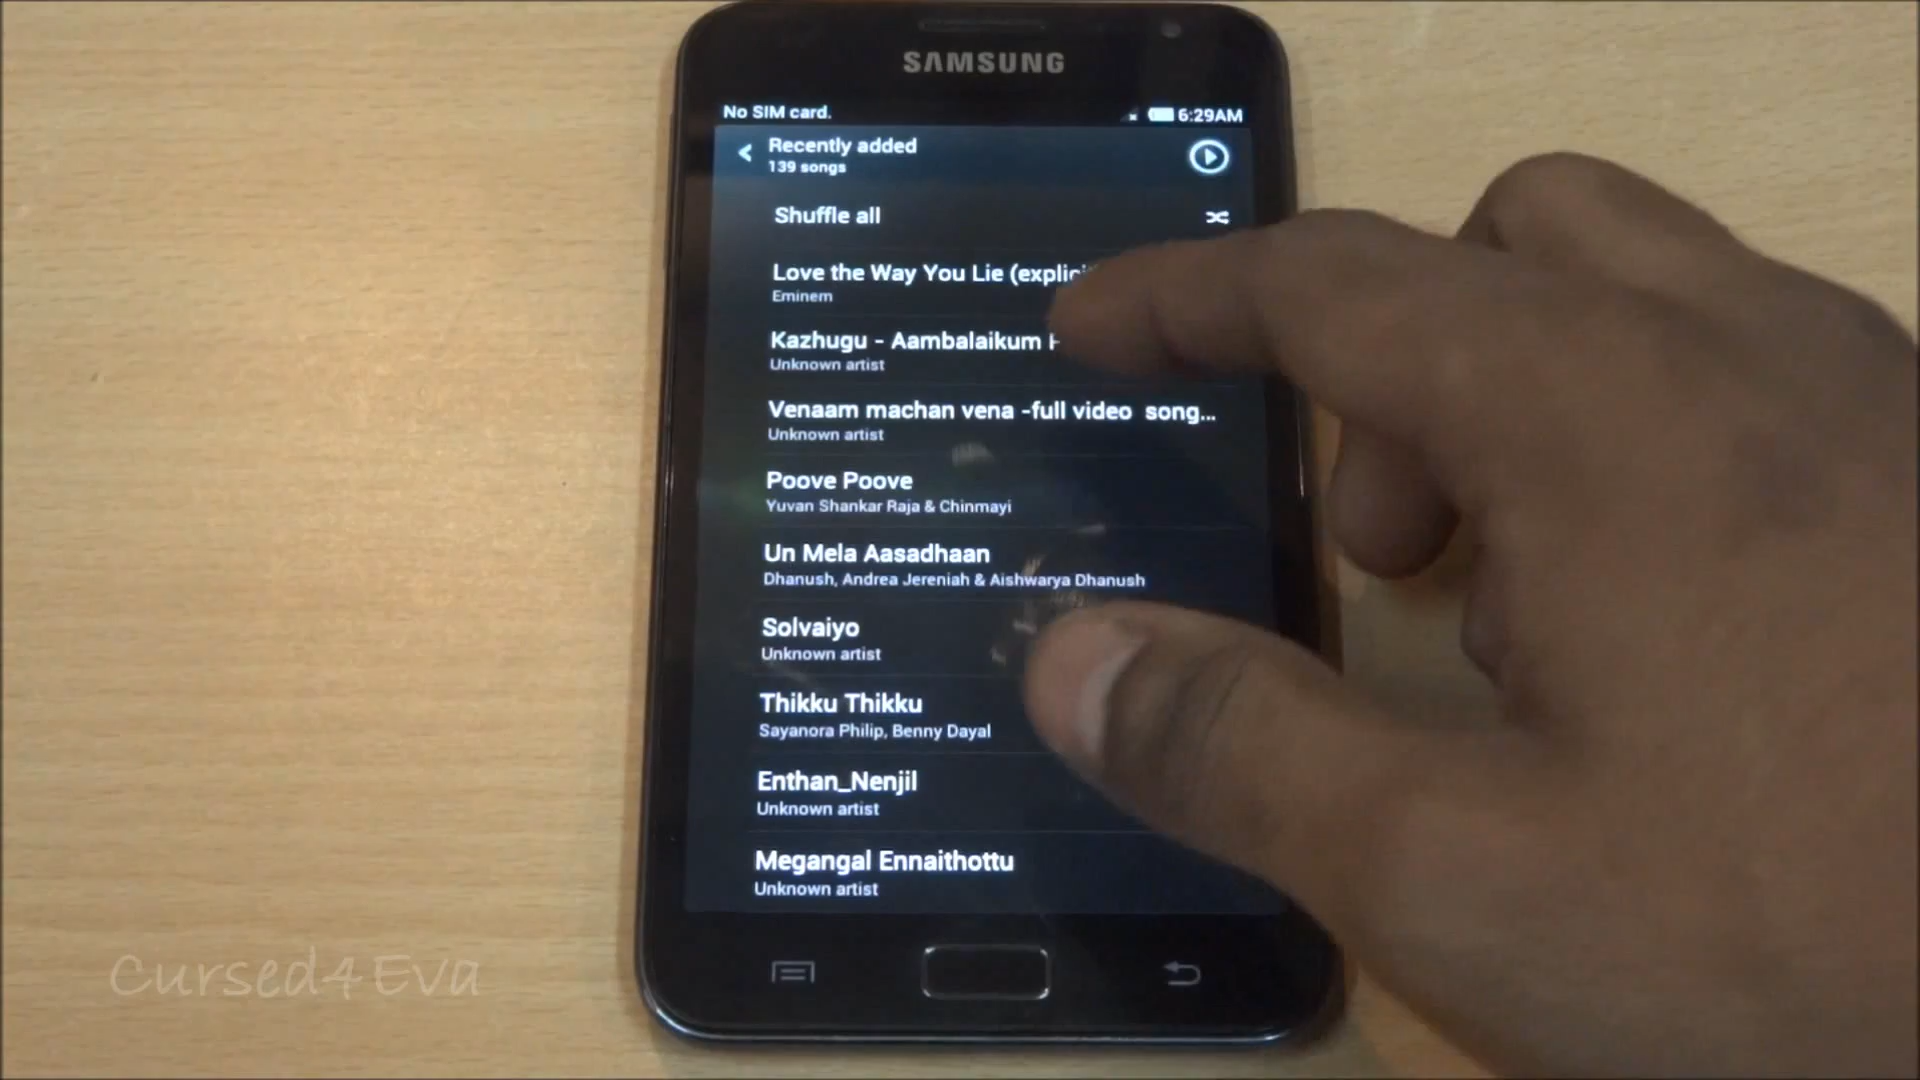 SAMSUNG
No SIM card.
6:29AM
Recently added
139 songs
Shuffle all
Love the Way You Lie
Eminem
Kazhugu - Aambalaikum
Unknown artist
Venaam machan vena -full video song...
Unknown artist
Poove Poove
Yuvan Shankar Raja & Chinmayi
Un Mela Aasadhaan
Dhanush, Andrea Jereniah & Aishwarya Dhanush
Solvaiyo
Unknown artist
Thikku Thikku
Sayanora Philip, Benny Dayal
Enthan_Nenjil
Unknown artist
Megangal Ennaithottu
Unknown artist
Cursed4Eva